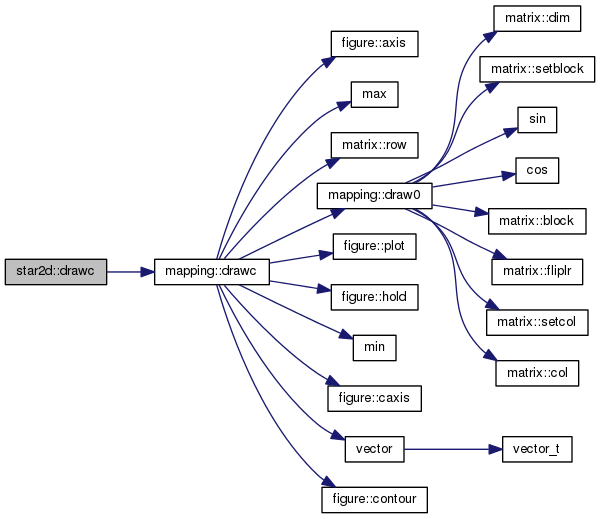 star2d::drawc
mapping::drawc
figure::axis
max
matrix::row
mapping::draw0
figure::plot
figure::hold
min
figure::caxis
vector
figure::contour
matrix::dim
matrix::setblock
sin
cos
matrix::block
matrix::fliplr
matrix::setcol
matrix::col
vector_t